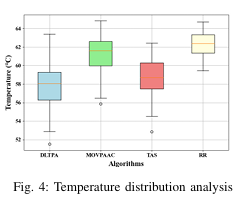 Temperature (°C)
64
62
60
58
56
54
52
DLTPA MOVPAAC TAS RR
Algorithms
Fig. 4: Temperature distribution analysis